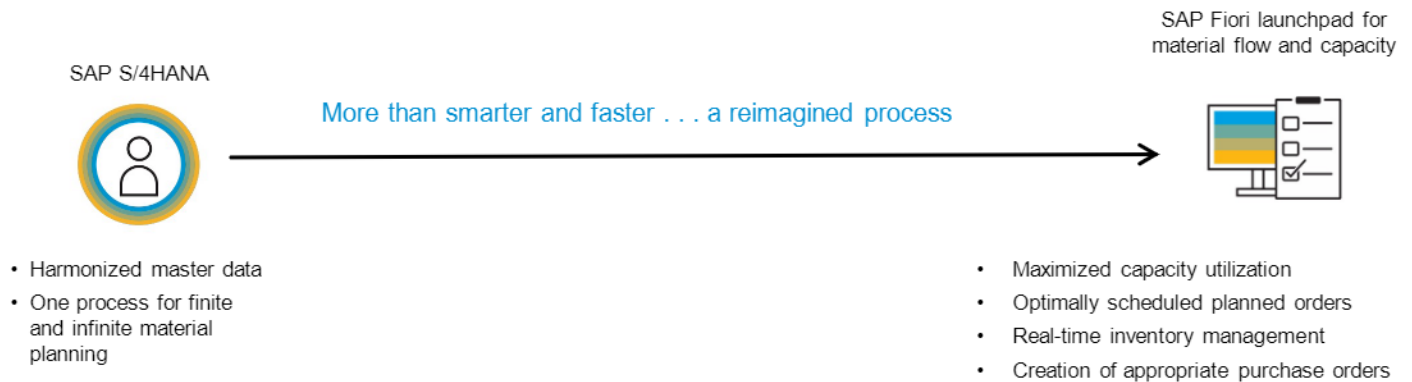 SAP S/4HANA
More than smarter and faster . . . a reimagined process
SAP Fiori launchpad for
material flow and capacity
• Harmonized master data
• One process for finite
and infinite material
planning
• Maximized capacity utilization
• Optimally scheduled planned orders
• Real-time inventory management
• Creation of appropriate purchase orders